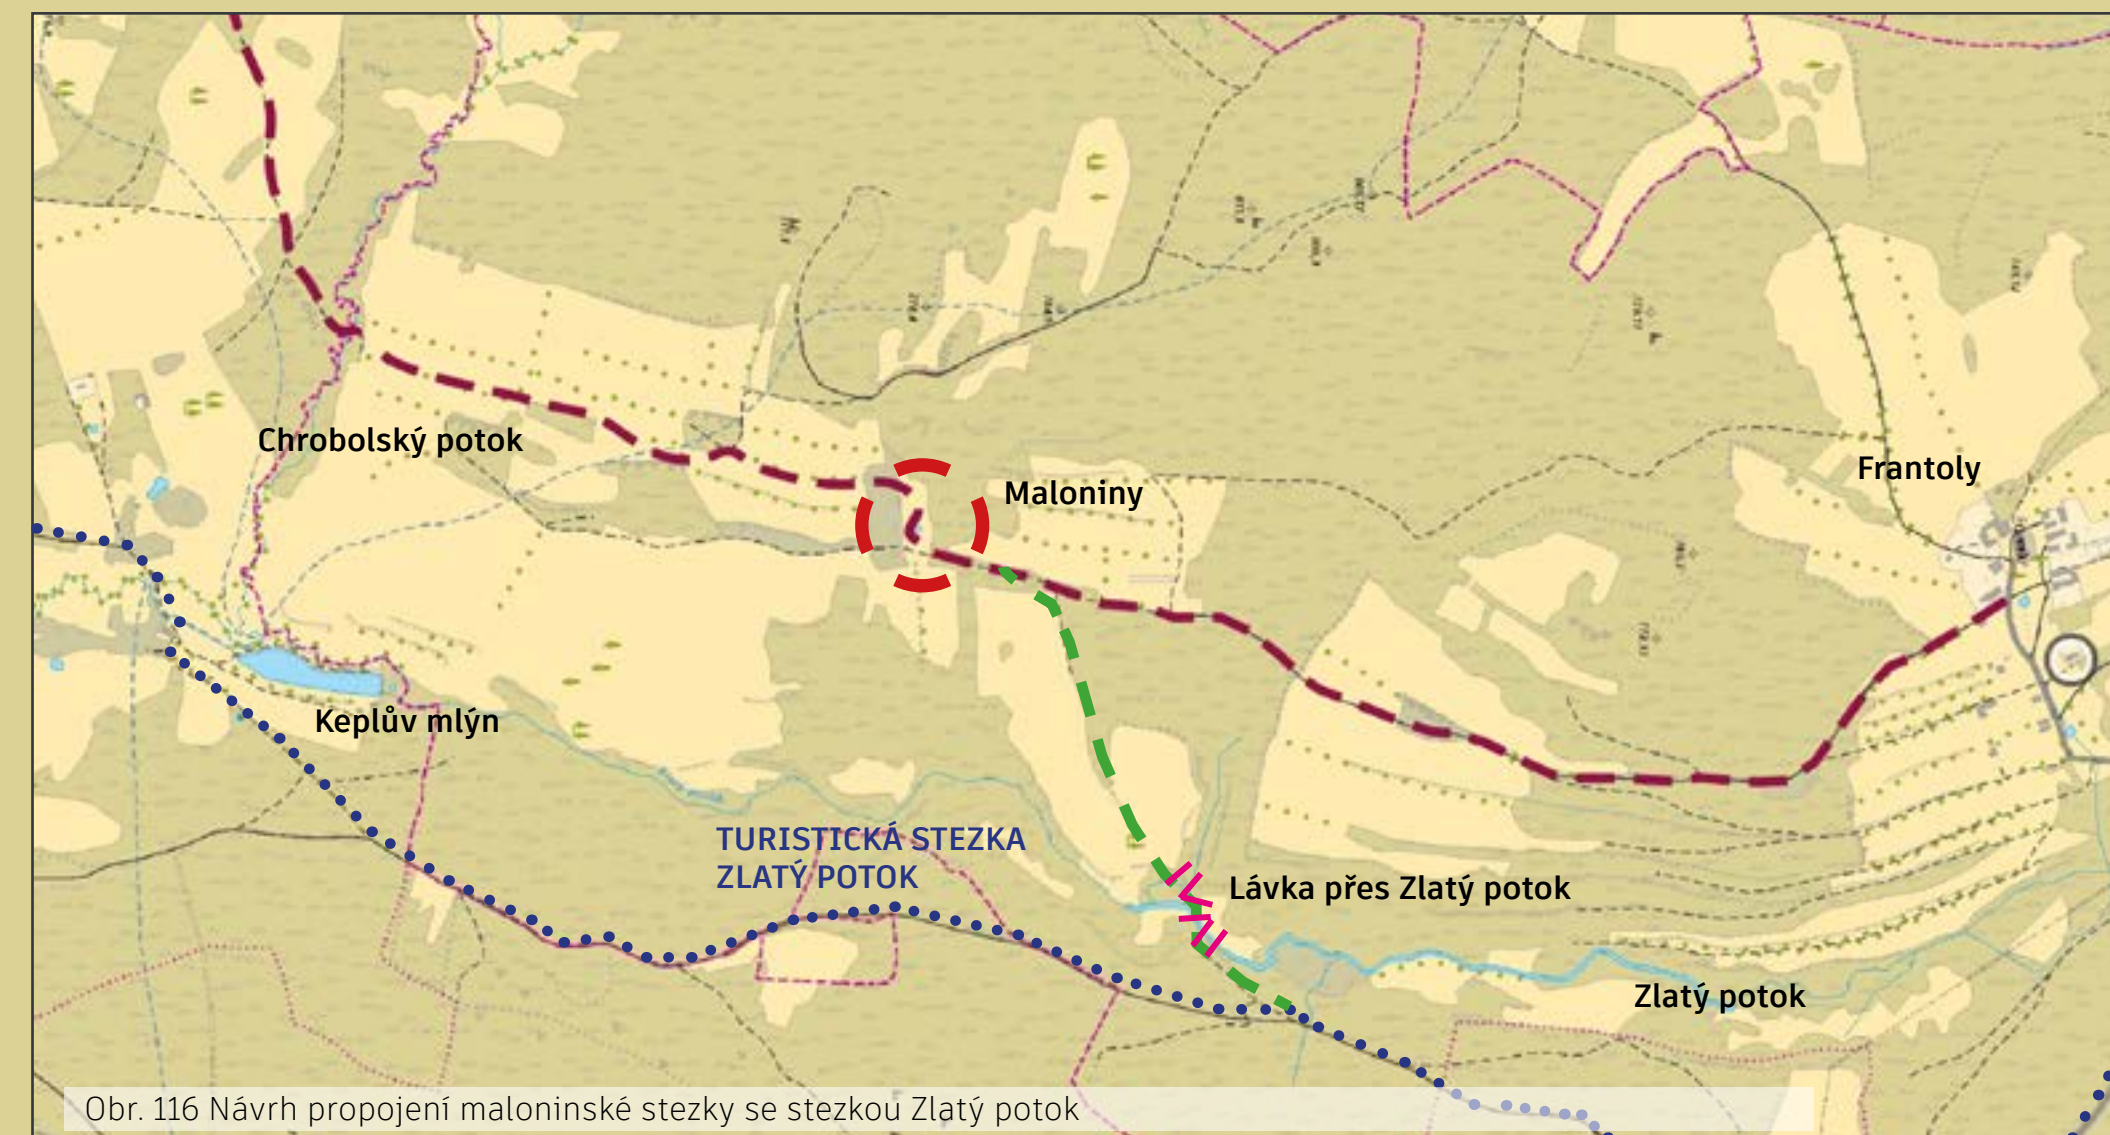 Chrobolský potok
Maloniny
Frantoly
Keplův mlýn
TURISTICKÁ STEZKA
ZLATÝ POTOK
Lávka přes Zlatý potok
Zlatý potok
Obr. 116 Návrh propojení maloninské stezky se stezkou Zlatý potok